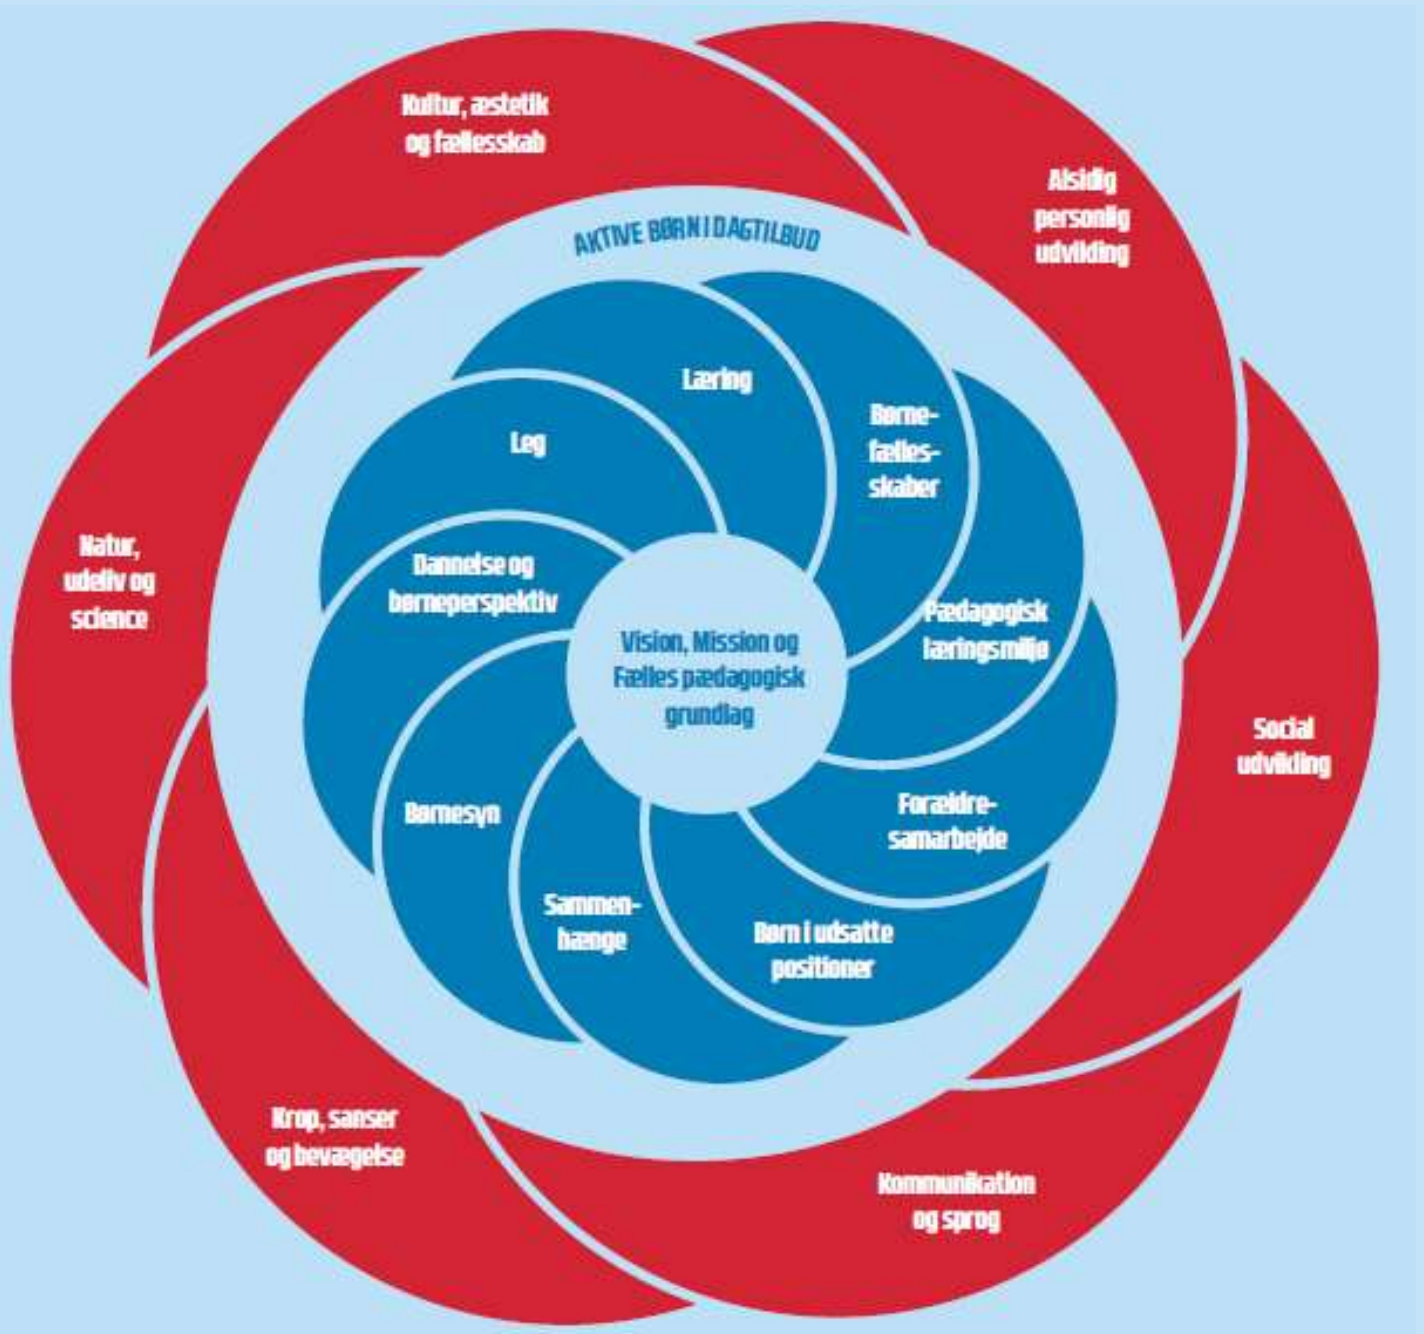 Kultur, æstetik
og fællesskab
Alsidig
personlig
udvikling
AKTIVE BØRN I DAGTILBUD
Læring
Børne-
fælles-
skaber
Leg
Natur,
udeliv og
science
Dannelse og
børneperspektiv
Pædagogisk
læringsmiljø
Vision, Mission og
Fælles pædagogisk
grundlag
Social
udvikling
Børnesyn
Forældre-
samarbejde
Sammen-
hænge
Børn i udsatte
positioner
Krop, sanser
og bevægelse
Kommunikation
og sprog